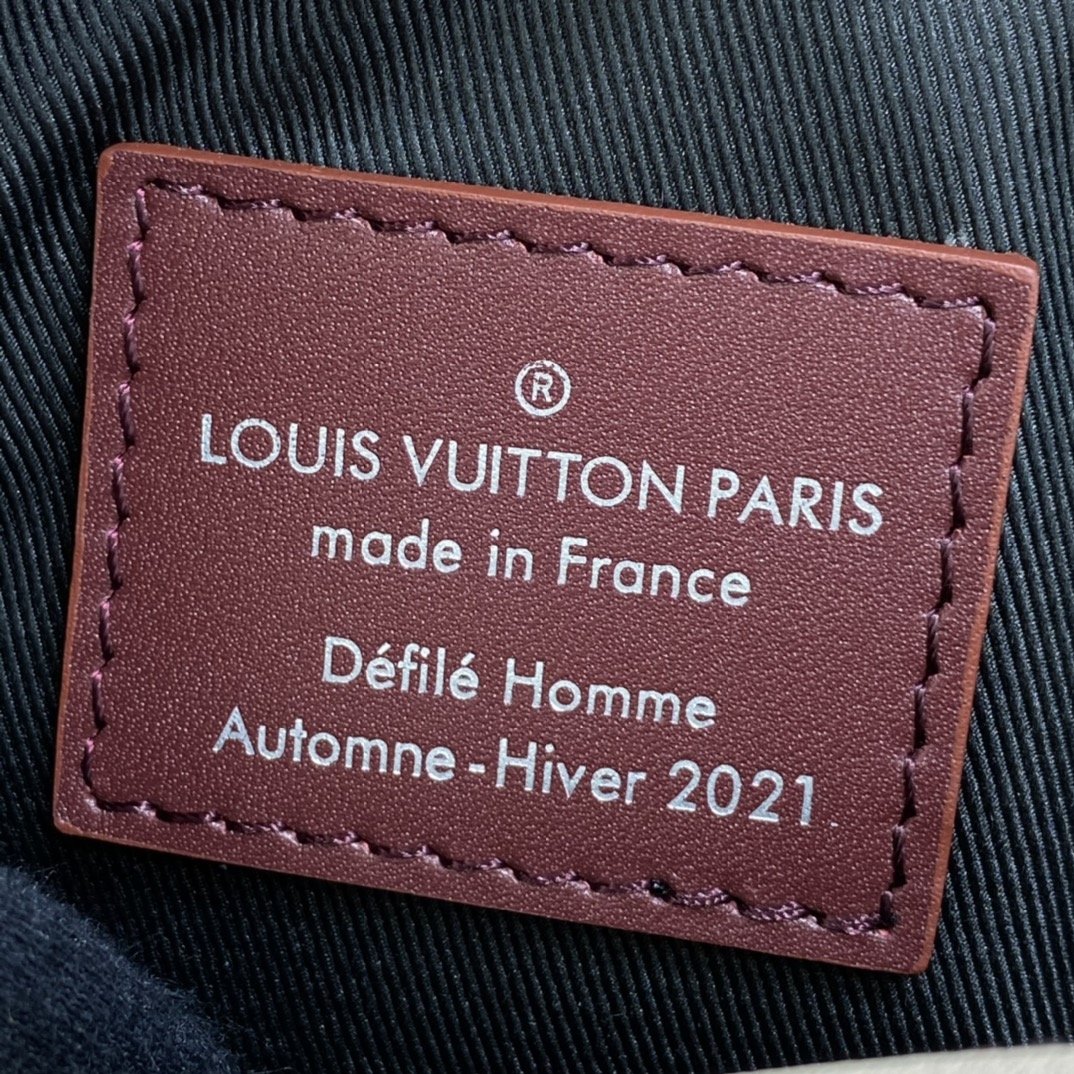 ®
LOUIS VUITTON PARIS
made in France
Défilé Homme
Automne-Hiver 2021